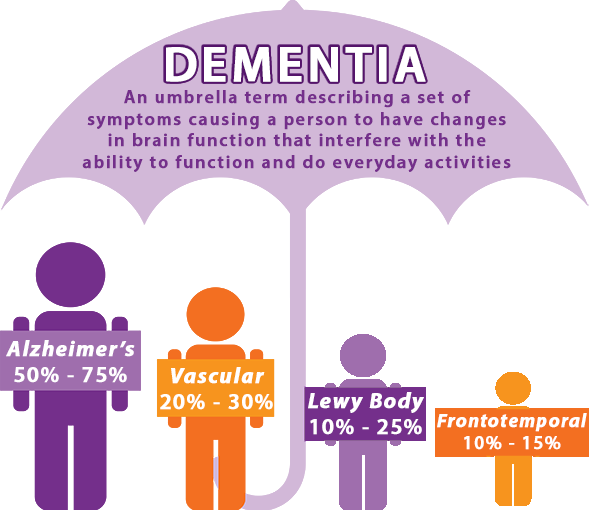 DEMENTIA
An umbrella term describing a set of
symptoms causing a person to have changes
in brain function that interfere with the
ability to function and do everyday activities
Alzheimer's
50% - 75%
Vascular
20% - 30%
Lewy Body
10% - 25%
Frontotemporal
10% - 15%